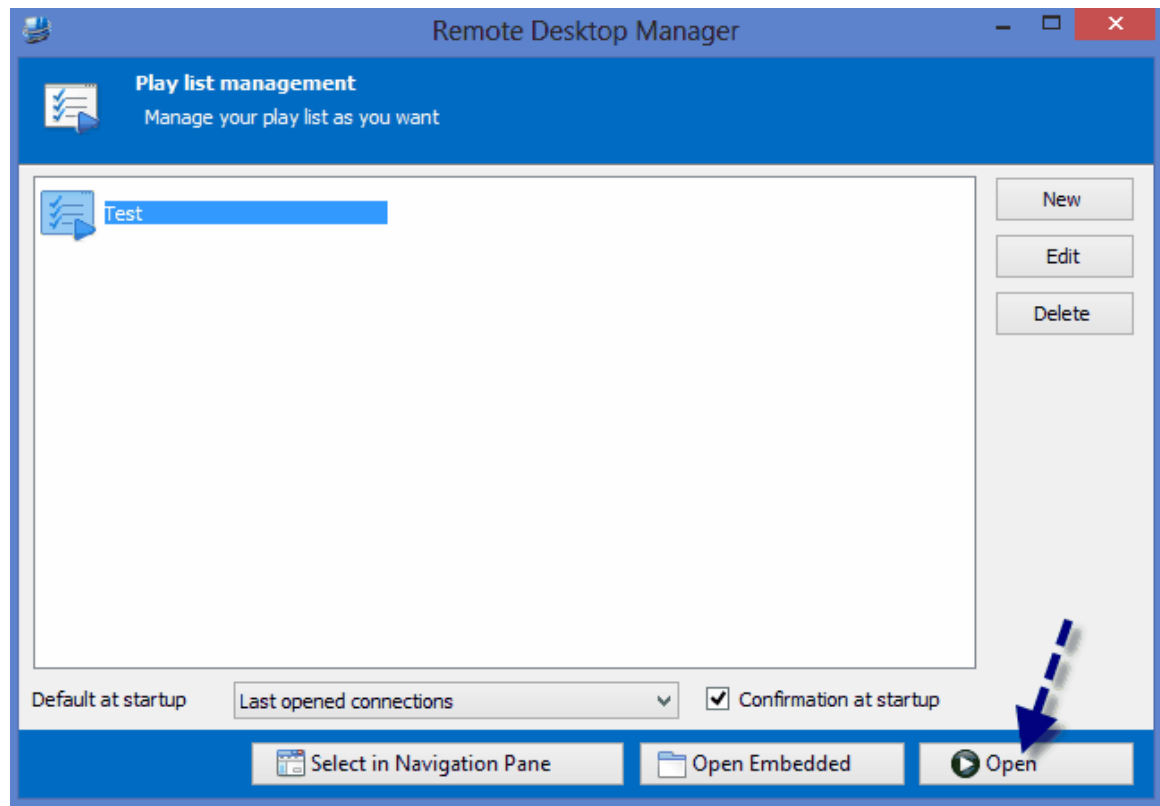 Remote Desktop Manager
Play list management
Manage your play list as you want
Test
New
Edit
Delete
Default at startup
Last opened connections
Confirmation at startup
Select in Navigation Pane
Open Embedded
Open